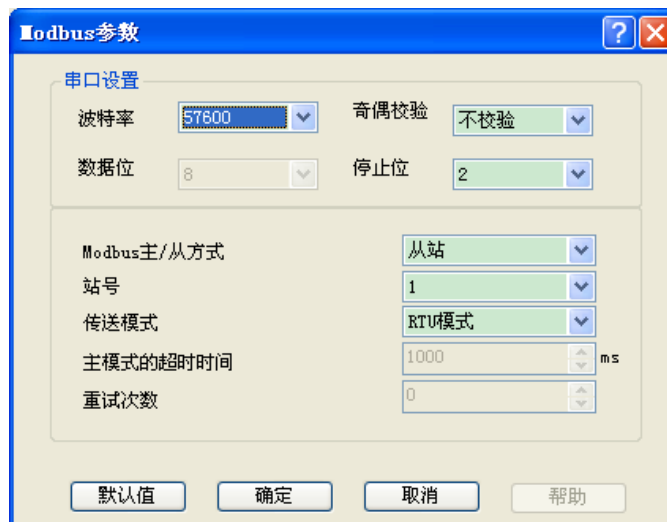 Modbus参数
串口设置
波特率 57600 奇偶校验 不校验
数据位 8 停止位 2
Modbus主/从方式 从站
站号 1
传送模式 RTU模式
主模式的超时时间 1000 ms
重试次数 0
默认值 确定 取消 帮助